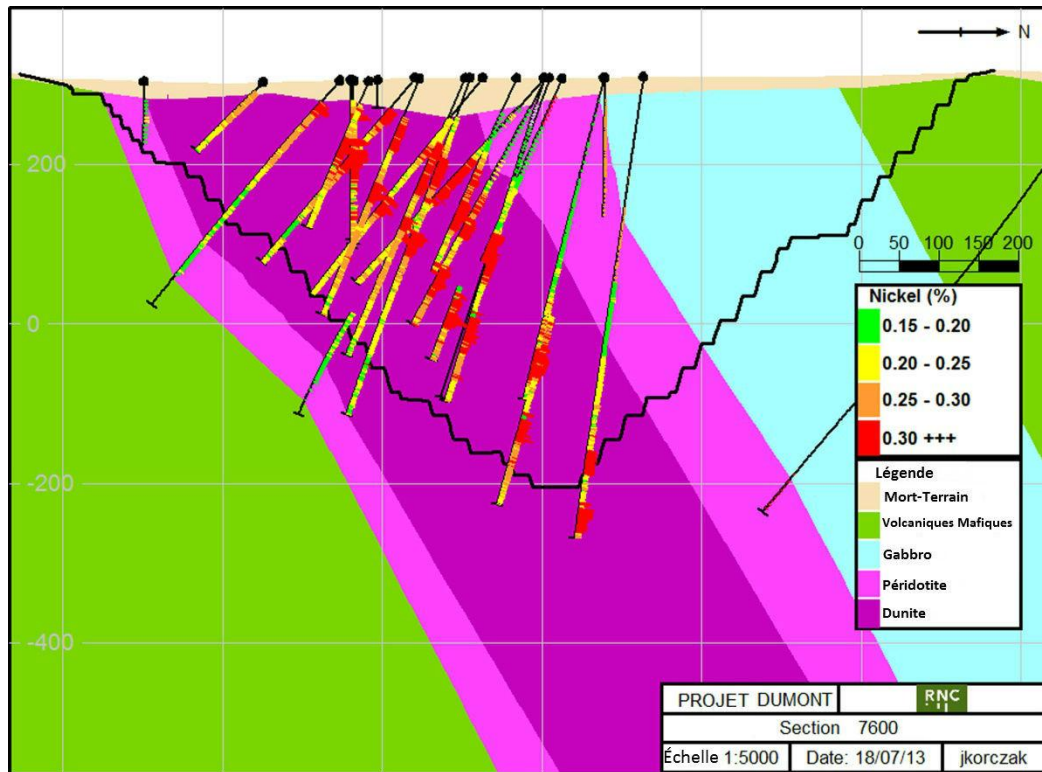 N
200
0
-200
-400
0 50 100 150 200
Nickel (%)
0.15 - 0.20
0.20 - 0.25
0.25 - 0.30
0.30 +++
Légende
Mort-Terrain
Volcaniques Mafiques
Gabbro
Péridotite
Dunite
PROJET DUMONT
RNC
Section 7600
Échelle 1:5000
Date: 18/07/13
jkorczak